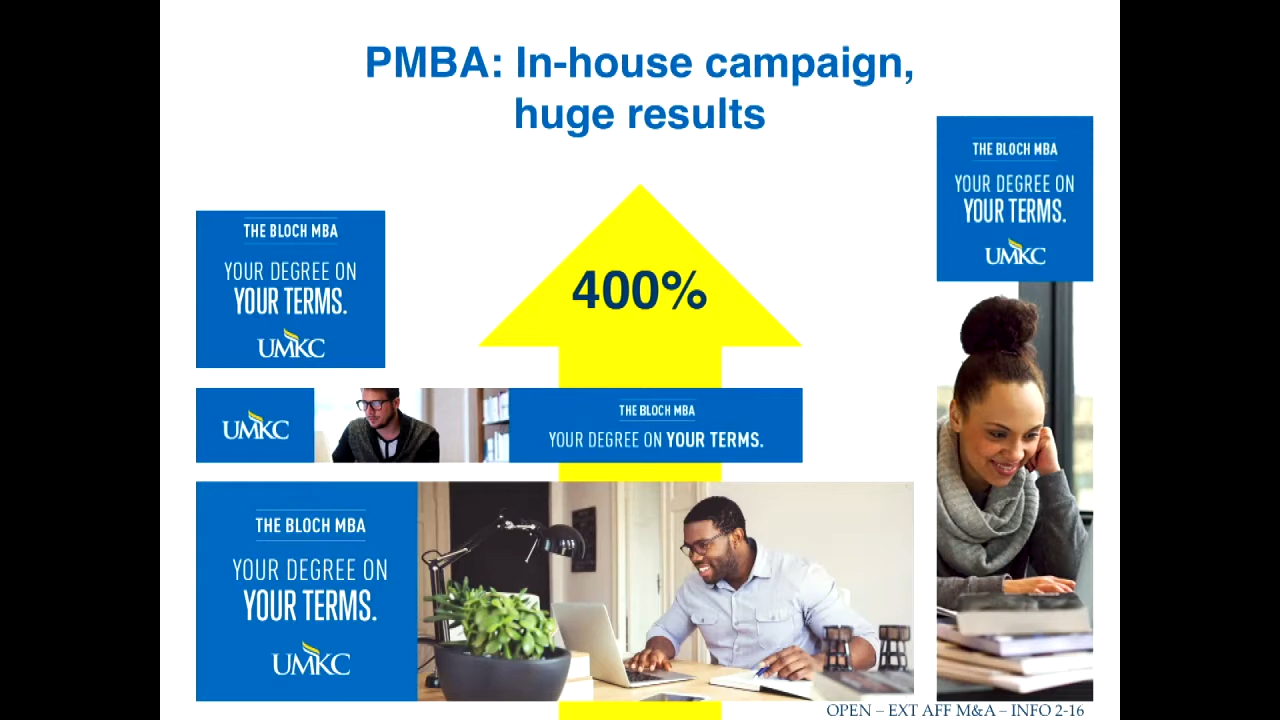 PMBA: In-house campaign,
huge results
THE BLOCH MBA
YOUR DEGREE ON
YOUR TERMS.
UMKC
400%
THE BLOCH MBA
YOUR DEGREE ON
YOUR TERMS.
UMKC
UMKC
THE BLOCH MBA
YOUR DEGREE ON YOUR TERMS.
THE BLOCH MBA
YOUR DEGREE ON
YOUR TERMS.
UMKC
OPEN – EXT AFF M&A – INFO 2-16